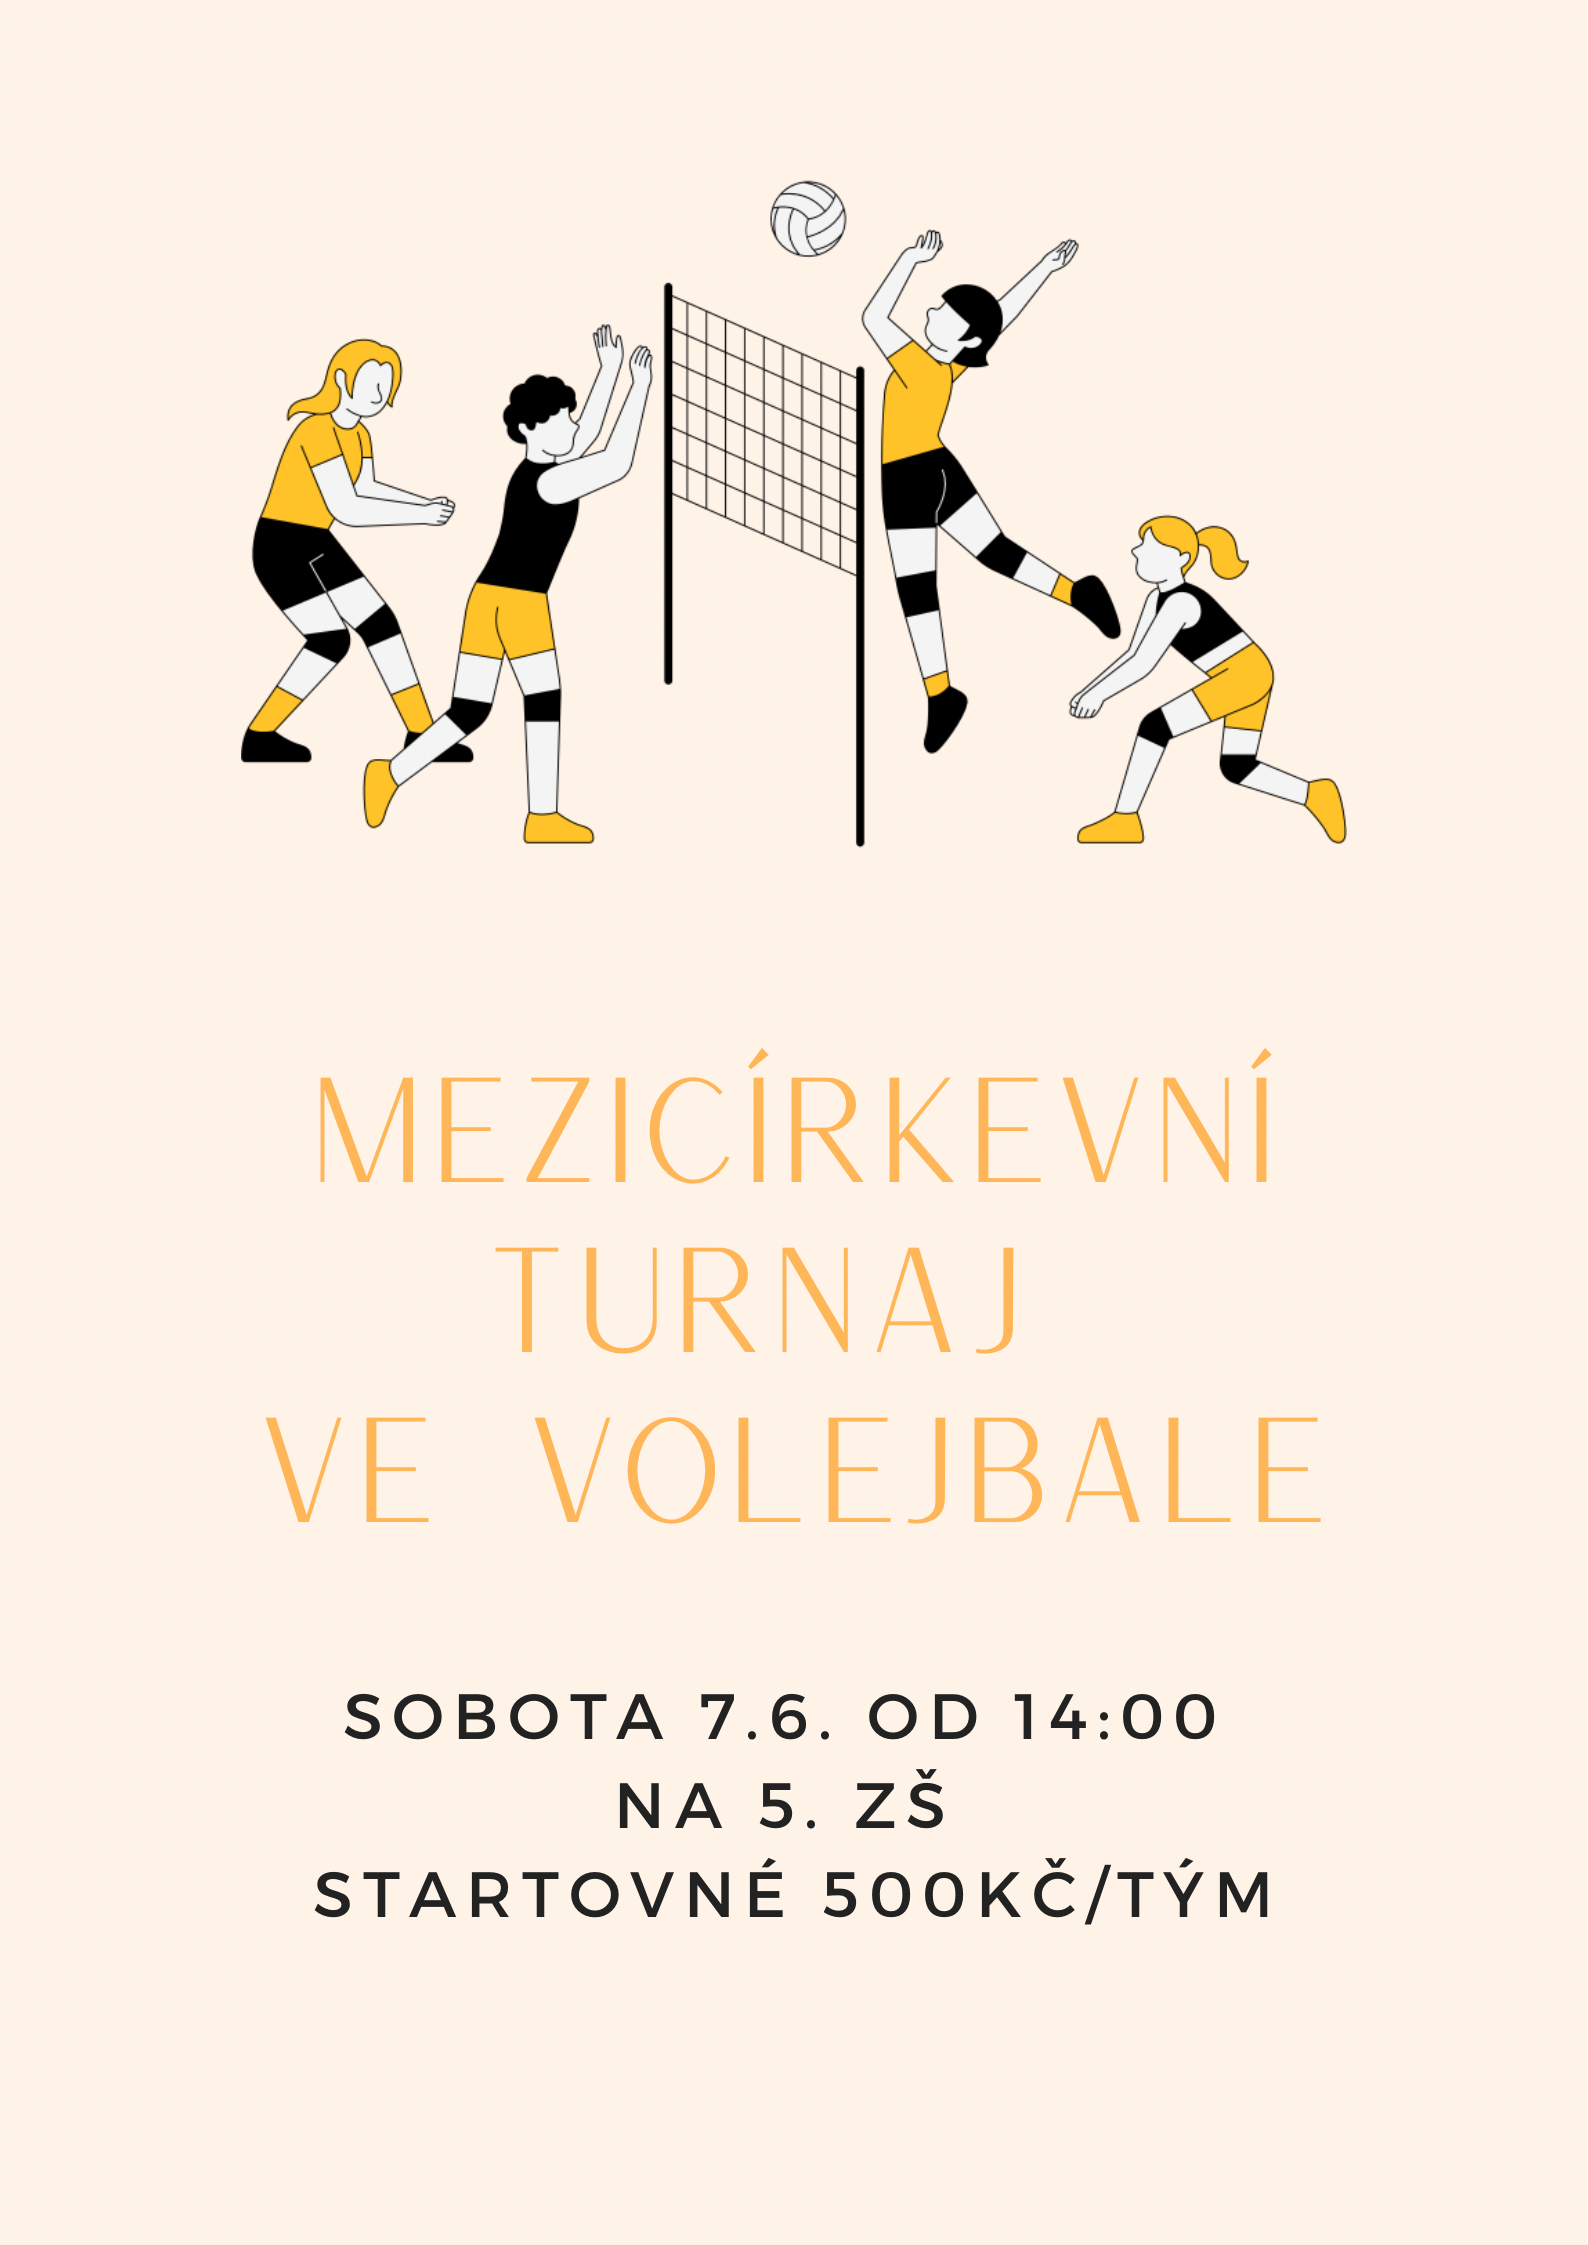 MEZICÍRKEVNÍ
TURNAJ
VE VOLEJBALE
SOBOTA 7.6. OD 14:00
NA 5. ZŠ
STARTOVNÉ 500KČ/TÝM